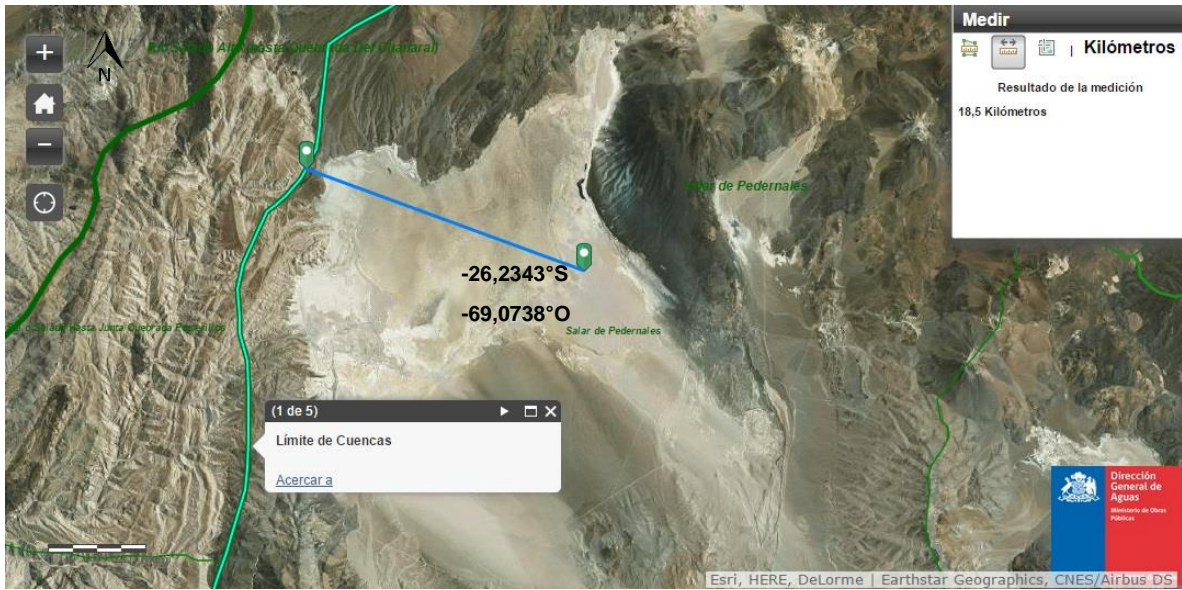 Medir
| Kilómetros
Resultado de la medición
18,5 Kilómetros
+
N
−
Salar de Pedernales
-26,2343°S
-69,0738°O
Salar de Pedernales
(1 de 5)
Límite de Cuencas
Acercar a
Dirección
General de
Aguas
Ministerio de Obras
Públicas
Esri, HERE, DeLorme | Earthstar Geographics, CNES/Airbus DS